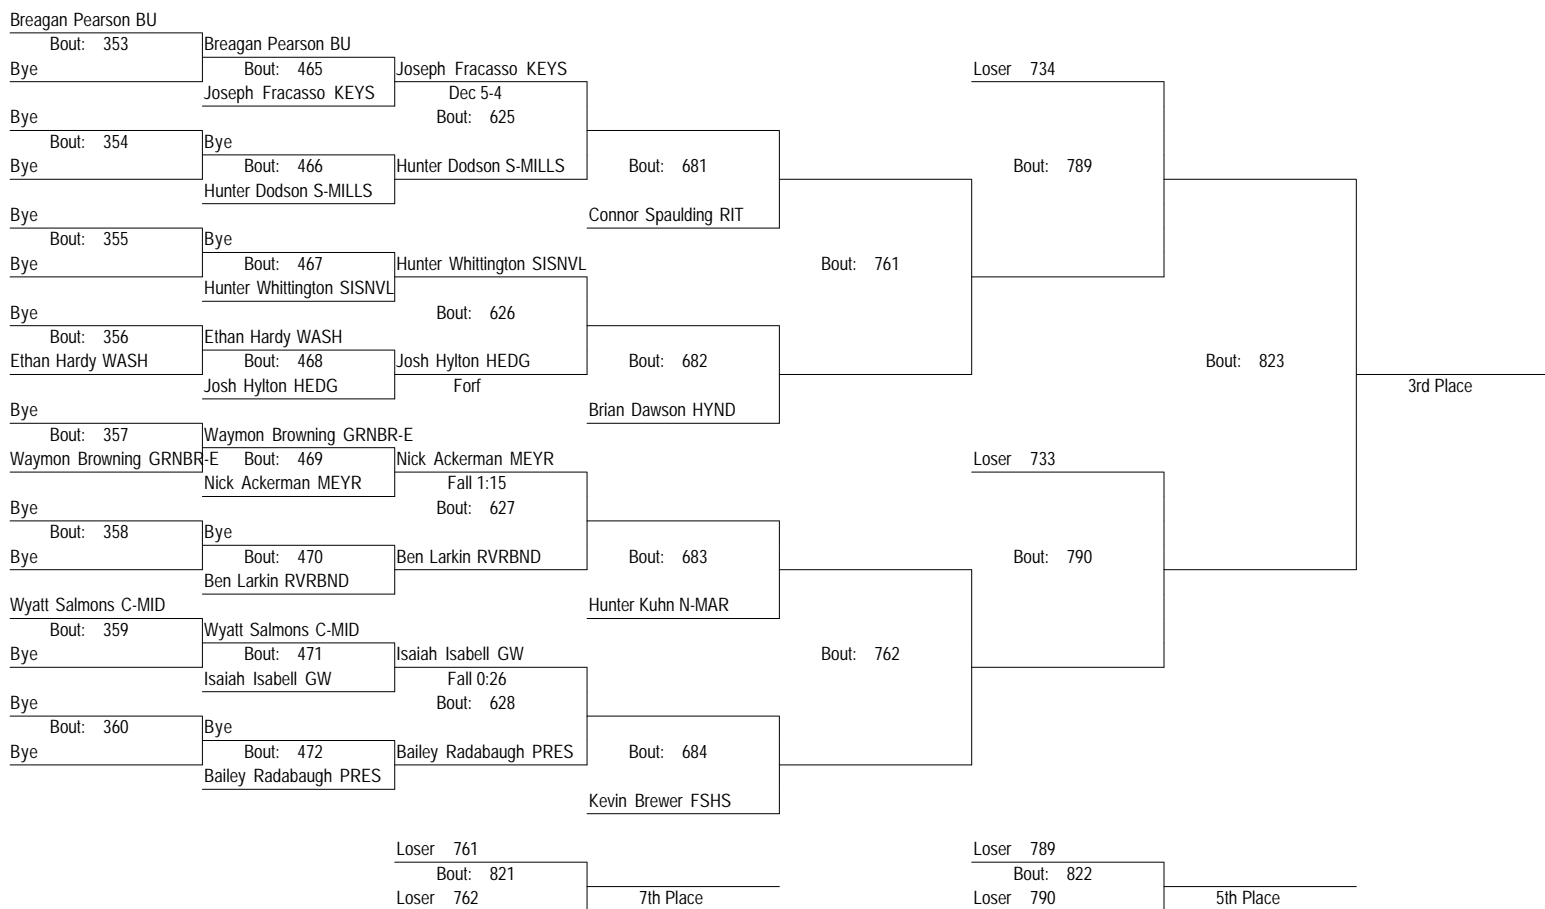 Breagan Pearson BU
Bout: 353
Breagan Pearson BU
Bye
Bout: 465
Joseph Fracasso KEYS
Loser 734
Joseph Fracasso KEYS
Dec 5-4
Bye
Bout: 625
Bout: 354
Bye
Bye
Bout: 466
Hunter Dodson S-MILLS
Bout: 681
Bout: 789
Hunter Dodson S-MILLS
Bye
Connor Spaulding RIT
Bout: 355
Bye
Bye
Bout: 467
Hunter Whittington SISNVL
Bout: 761
Hunter Whittington SISNVL
Bye
Bout: 626
Bout: 356
Ethan Hardy WASH
Ethan Hardy WASH
Bout: 468
Josh Hylton HEDG
Bout: 682
Bout: 823
Josh Hylton HEDG
Forf
3rd Place
Bye
Brian Dawson HYND
Bout: 357
Waymon Browning GRNBR-E
Waymon Browning GRNBR-E
Bout: 469
Nick Ackerman MEYR
Loser 733
Nick Ackerman MEYR
Fall 1:15
Bye
Bout: 627
Bout: 358
Bye
Bye
Bout: 470
Ben Larkin RVRBND
Bout: 683
Bout: 790
Ben Larkin RVRBND
Wyatt Salmons C-MID
Hunter Kuhn N-MAR
Bout: 359
Wyatt Salmons C-MID
Bye
Bout: 471
Isaiah Isabell GW
Bout: 762
Isaiah Isabell GW
Fall 0:26
Bye
Bout: 628
Bout: 360
Bye
Bye
Bout: 472
Bailey Radabaugh PRES
Bout: 684
Bailey Radabaugh PRES
Kevin Brewer FSHS
Loser 761
Loser 789
Bout: 821
Bout: 822
Loser 762
7th Place
Loser 790
5th Place